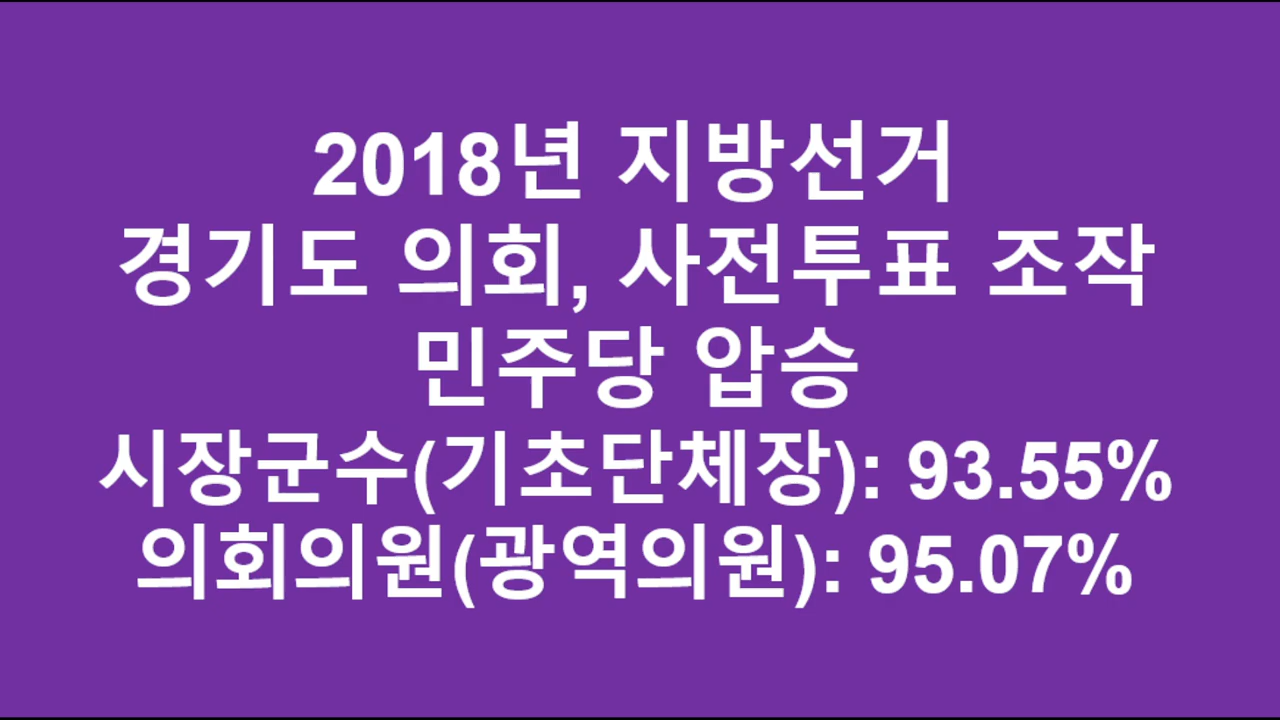 2018년 지방선거
경기도 의회, 사전투표 조작
민주당 압승
시장군수(기초단체장): 93.55%
의회의원(광역의원): 95.07%